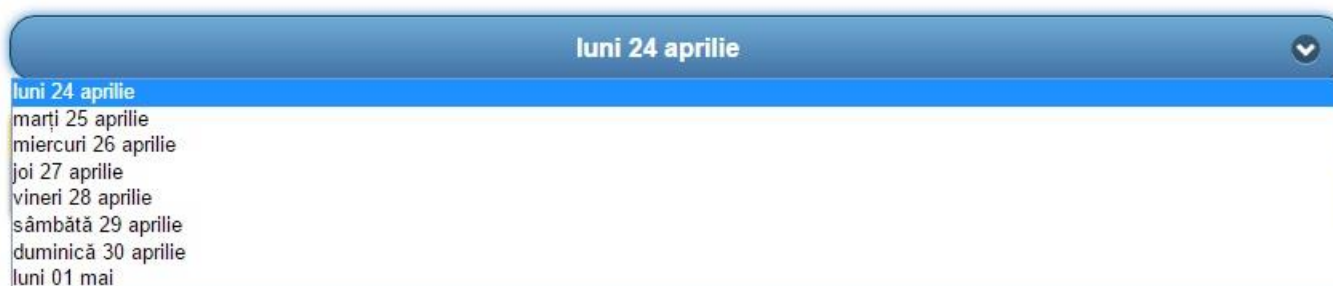 luni 24 aprilie
luni 24 aprilie
marți 25 aprilie
miercuri 26 aprilie
joi 27 aprilie
vineri 28 aprilie
sâmbătă 29 aprilie
duminică 30 aprilie
luni 01 mai